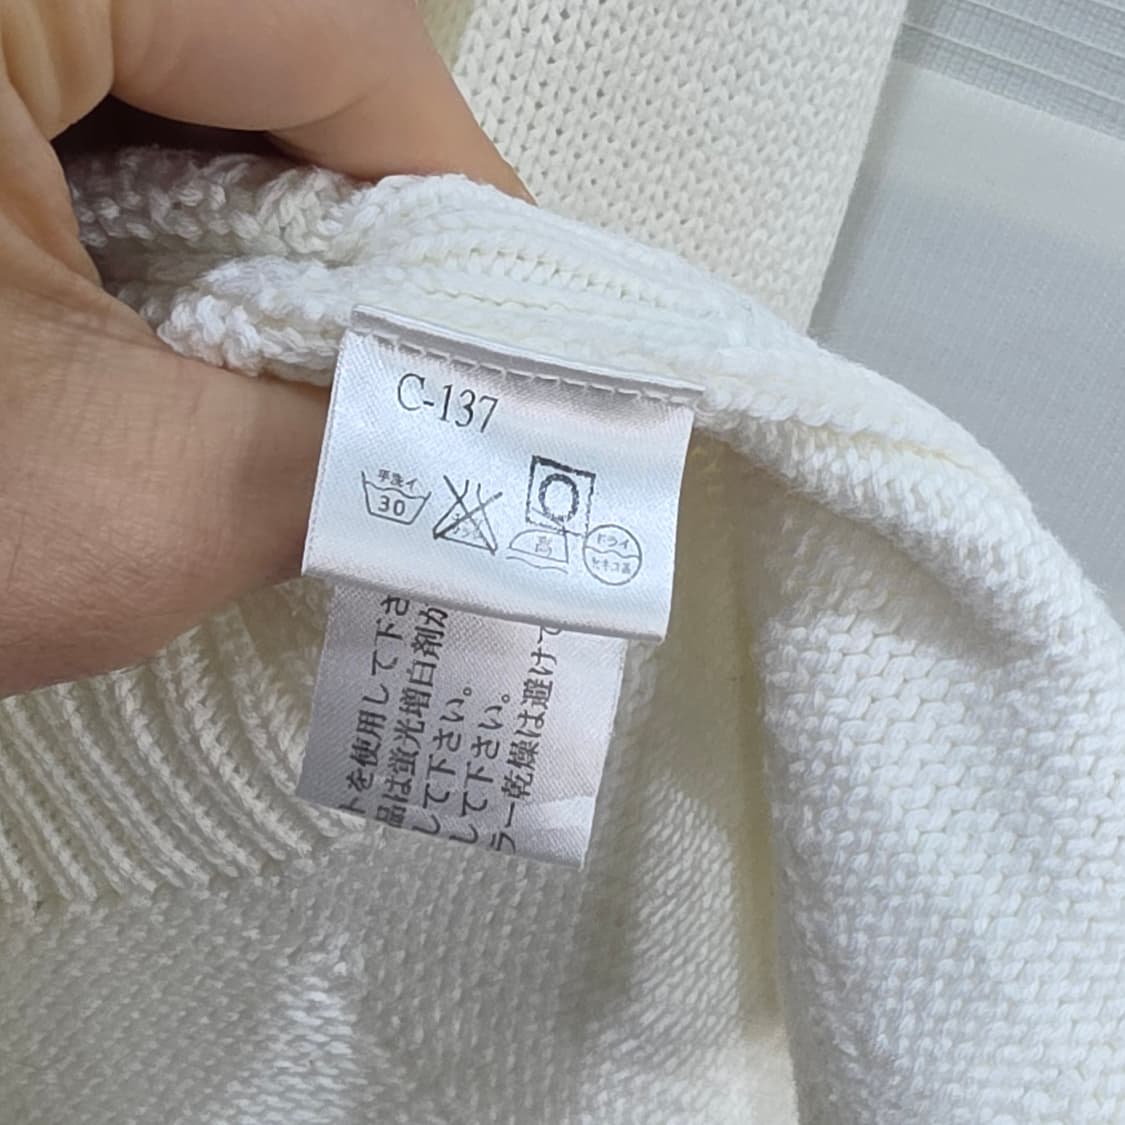 C-137
手洗イ
30
高
ドライ
セキユ系
トを使用して下さ
品は蛍光増白剤が
して下さい。
して下さい。
ラー乾燥は避けて